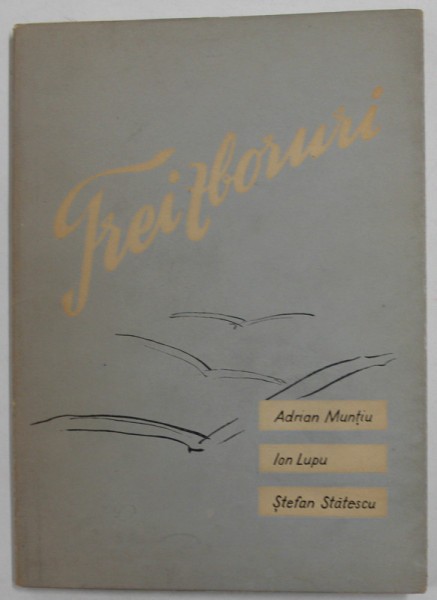 Trei zboruri
Adrian Munțiu
Ion Lupu
Ștefan Stătescu